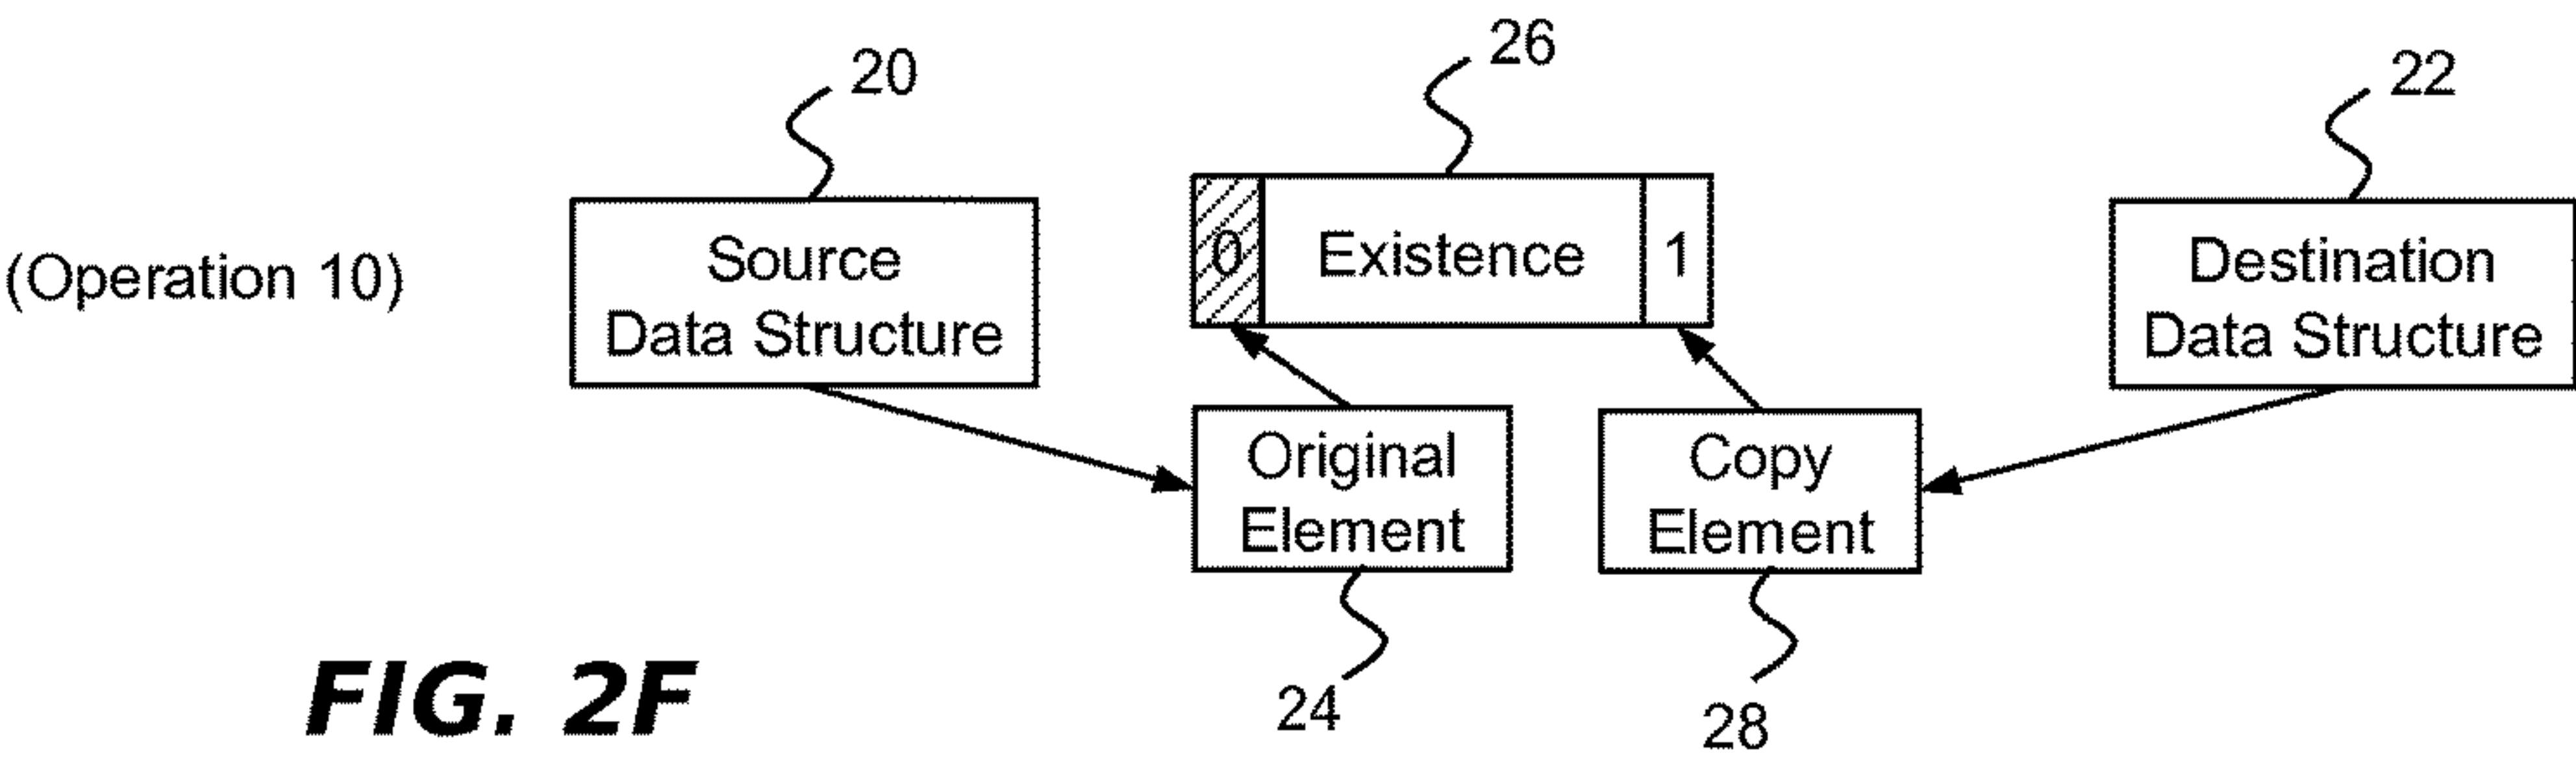 20
26
22
(Operation 10)
Source
Data Structure
0
Existence
1
Destination
Data Structure
Original
Element
Copy
Element
24
28
FIG. 2F